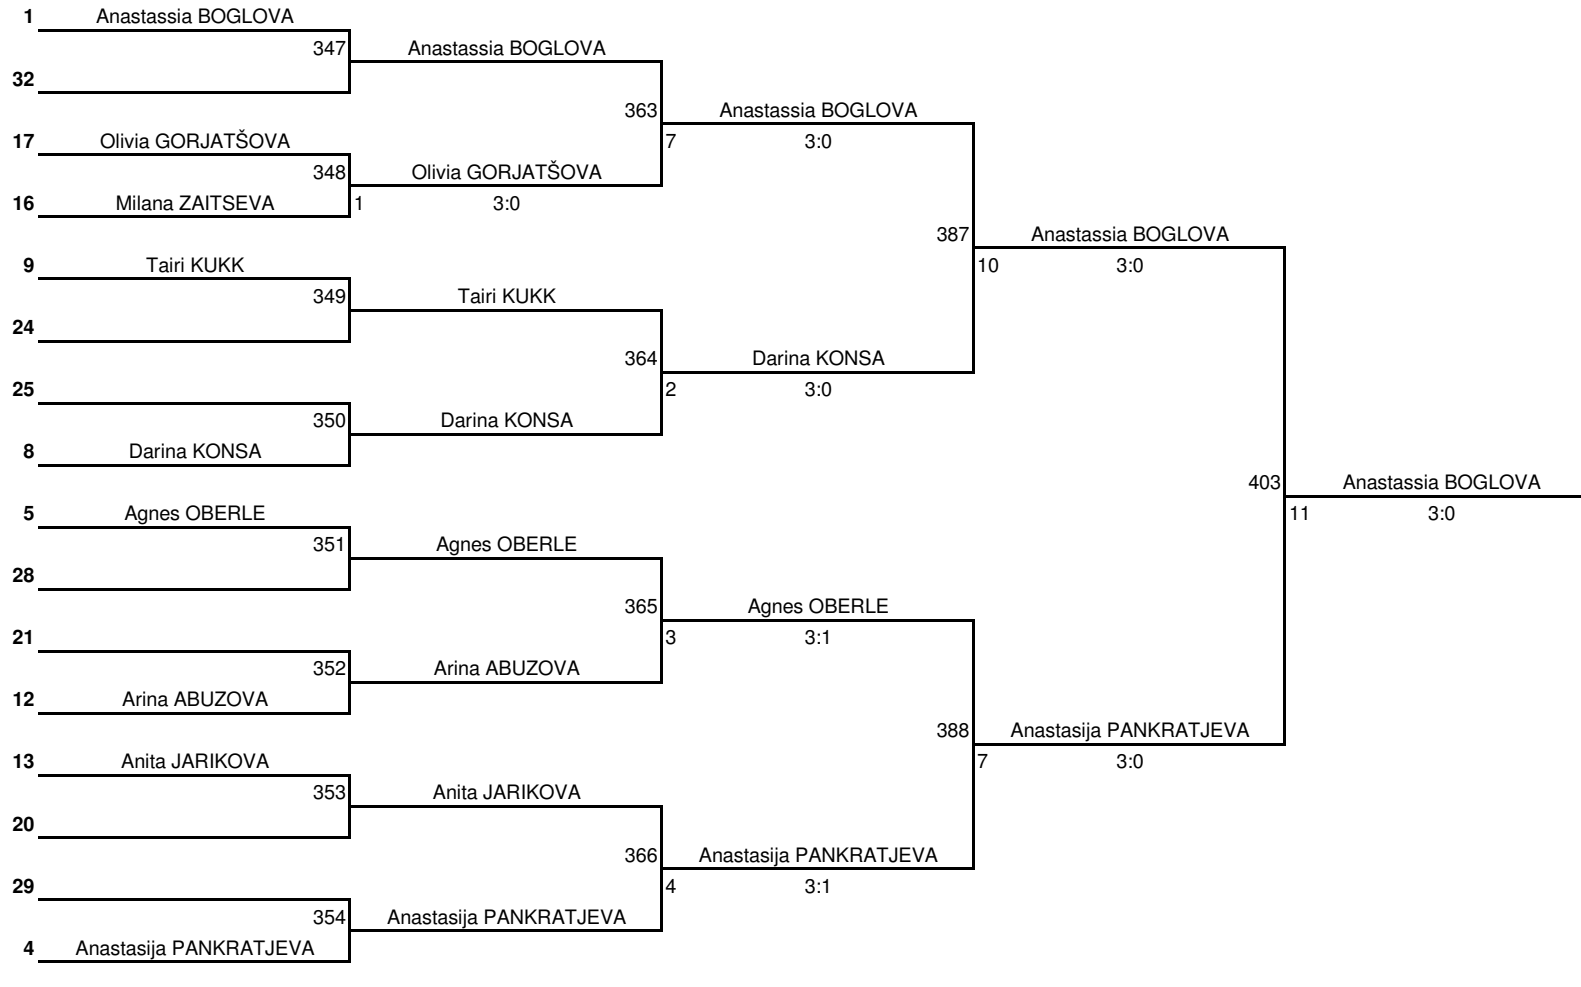 1 Anastassia BOGLOVA
347 Anastassia BOGLOVA
32
363 Anastassia BOGLOVA
17 Olivia GORJATŠOVA 7 3:0
348 Olivia GORJATŠOVA
16 Milana ZAITSEVA 1 3:0
387 Anastassia BOGLOVA
9 Tairi KUKK 10 3:0
349 Tairi KUKK
24
364 Darina KONSA
25 2 3:0
350 Darina KONSA
8 Darina KONSA
403 Anastassia BOGLOVA
5 Agnes OBERLE 11 3:0
351 Agnes OBERLE
28
365 Agnes OBERLE
21 3 3:1
352 Arina ABUZOVA
12 Arina ABUZOVA
388 Anastasija PANKRATJEVA
13 Anita JARIKOVA 7 3:0
353 Anita JARIKOVA
20
366 Anastasija PANKRATJEVA
29 4 3:1
354 Anastasija PANKRATJEVA
4 Anastasija PANKRATJEVA